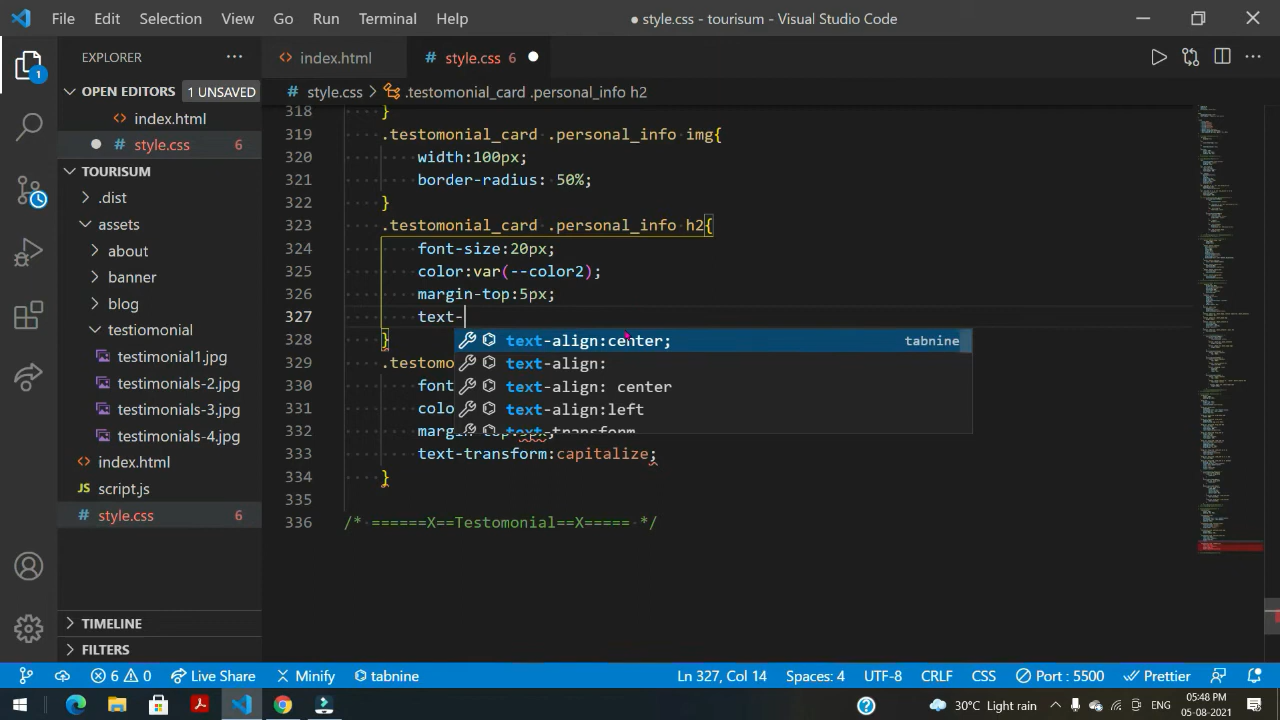 File Edit Selection View Go Run Terminal Help
● style.css - tourisum - Visual Studio Code
EXPLORER
OPEN EDITORS 1 UNSAVED
index.html
style.css 6
TOURISUM
.dist
assets
about
banner
blog
testiomonial
testimonial1.jpg
testimonials-2.jpg
testimonials-3.jpg
testimonials-4.jpg
index.html
script.js
style.css 6
TIMELINE
FILTERS
index.html
style.css 6
style.css > .testomonial_card .personal_info h2
318 }
319 .testomonial_card .personal_info img{
320 width:100px;
321 border-radius: 50%;
322 }
323 .testomonial_card .personal_info h2{
324 font-size:20px;
325 color:var(--color2);
326 margin-top:5px;
327 text-
328 }
text-align:center; tabnine
329 .testomo
text-align:
330 font
text-align: center
331 colo
text-align:left
332 marg
text-transform
333 text-transform:capitalize;
334 }
335
336 /* ======X==Testomonial==X===== */
6 0 Live Share Minify tabnine
Ln 327, Col 14 Spaces: 4 UTF-8 CRLF CSS Port : 5500 Prettier
1
30°C Light rain ENG 05:48 PM
05-08-2021